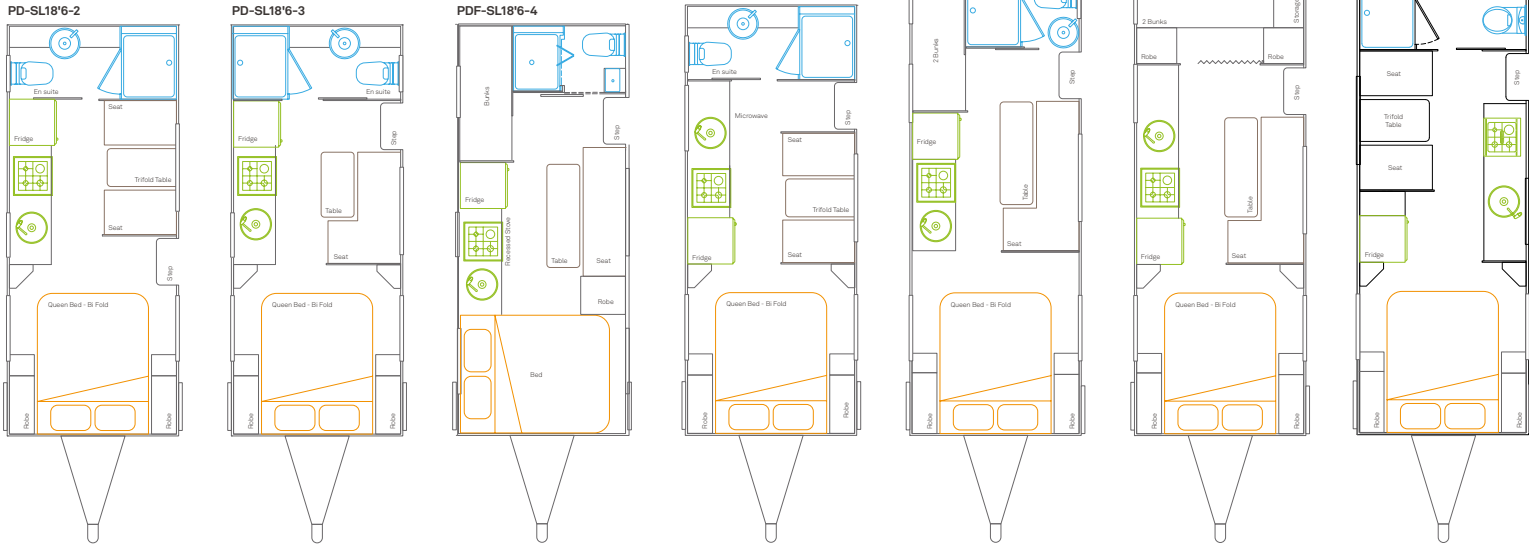 PD-SL18'6-2
En suite
Seat
Fridge
Trifold Table
Seat
Step
Queen Bed - Bi Fold
Robe
Robe
PD-SL18'6-3
En suite
Fridge
Step
Table
Seat
Queen Bed - Bi Fold
Robe
Robe
PDF-SL18'6-4
Bunks
Step
Fridge
Recessed Stove
Table
Seat
Robe
Bed
En suite
Microwave
Step
Seat
Trifold Table
Seat
Fridge
Queen Bed - Bi Fold
Robe
Robe
2 Bunks
Step
Fridge
Table
Seat
Queen Bed - Bi Fold
Robe
Robe
Storage
2 Bunks
Robe
Robe
Step
Table
Fridge
Seat
Queen Bed - Bi Fold
Robe
Robe
Seat
Step
Trifold
Table
Seat
Fridge
Robe
Robe